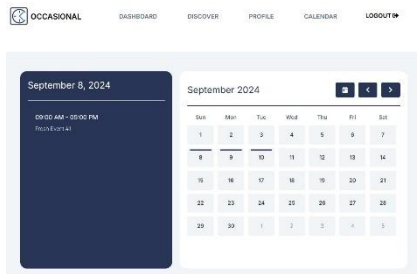 OCCASIONAL DASHBOARD DISCOVER PROFILE CALENDAR LOGOUT
September 8, 2024
09:00 AM - 05:00 PM
Fresh Event 41
September 2024
Sun Mon Tue Wed Thu Fri Sat
1 2 3 4 5 6 7
8 9 10 11 12 13 14
15 16 17 18 19 20 21
22 23 24 25 26 27 28
29 30 1 2 3 4 5